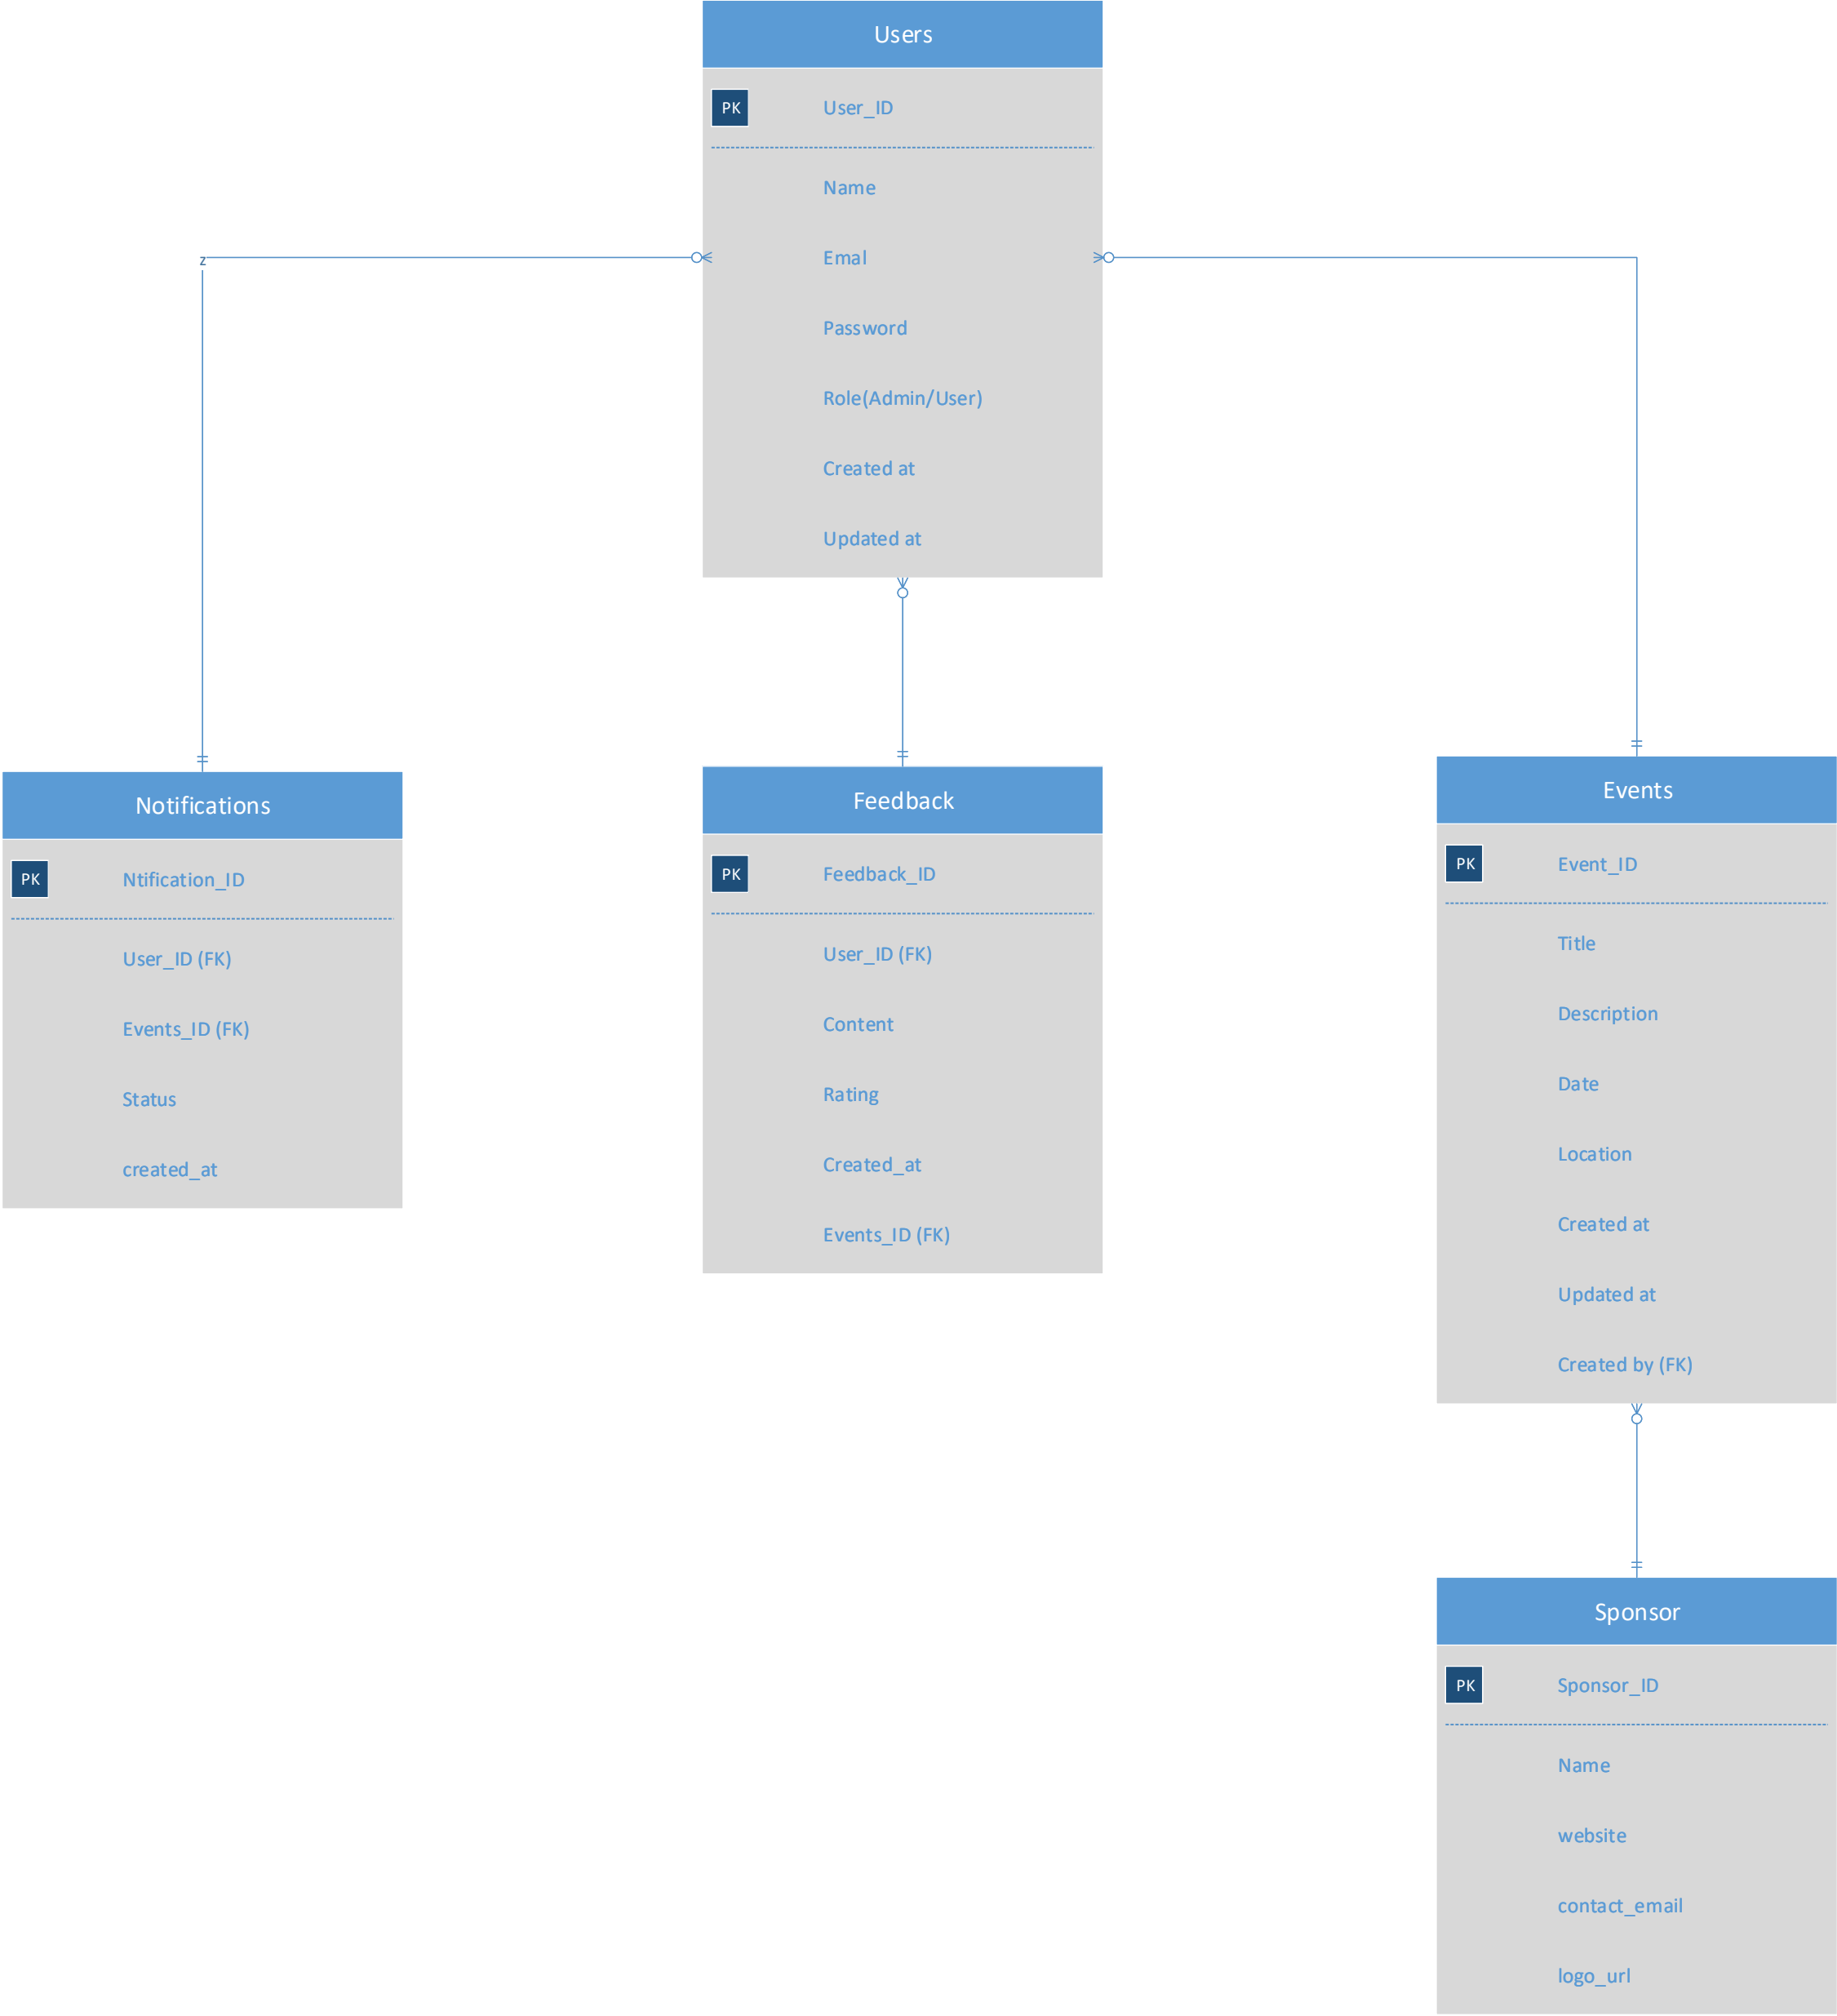 Users
PK User_ID
Name
Emal
Password
Role(Admin/User)
Created at
Updated at
z
Notifications
PK Ntification_ID
User_ID (FK)
Events_ID (FK)
Status
created_at
Feedback
PK Feedback_ID
User_ID (FK)
Content
Rating
Created_at
Events_ID (FK)
Events
PK Event_ID
Title
Description
Date
Location
Created at
Updated at
Created by (FK)
Sponsor
PK Sponsor_ID
Name
website
contact_email
logo_url